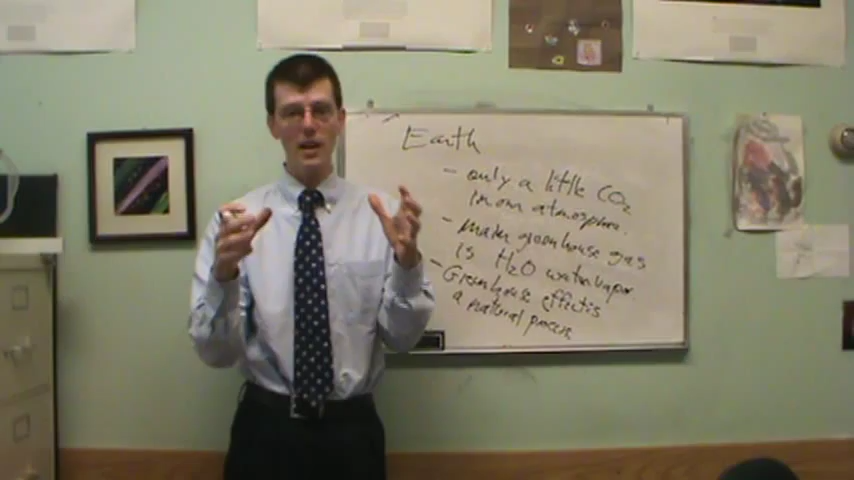 Earth
- only a little CO2
in our atmosphere.
- main greenhouse gas
is H2O water vapor.
- Greenhouse effect is
a natural process